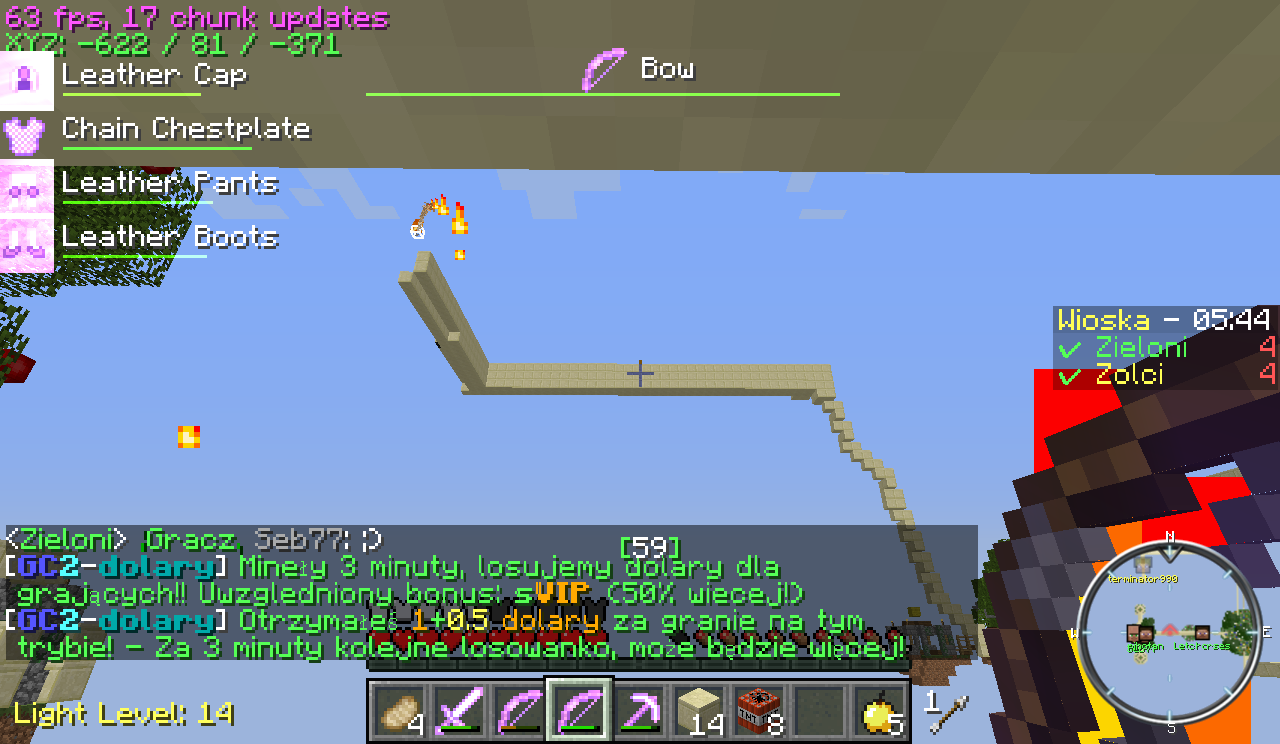 63 fps, 17 chunk updates
XYZ: -622 / 81 / -371
Leather Cap
Bow
Chain Chestplate
Leather Pants
Leather Boots
Wioska - 05:44
Zieloni 4
Zolci 4
<Zieloni> Gracz, Seb77: ;)
[59]
[GC2-dolary] Minęły 3 minuty, losujemy dolary dla
grających!! Uwzgledniony bonus: sVIP (50% wiecej!)
[GC2-dolary] Otrzymałeś 1+0.5 dolary za granie na tym
trybie! - Za 3 minuty kolejne losowanko, może będzie więcej!
Light Level: 14
4
14
8
5
1
N
terminator990
W
E
S